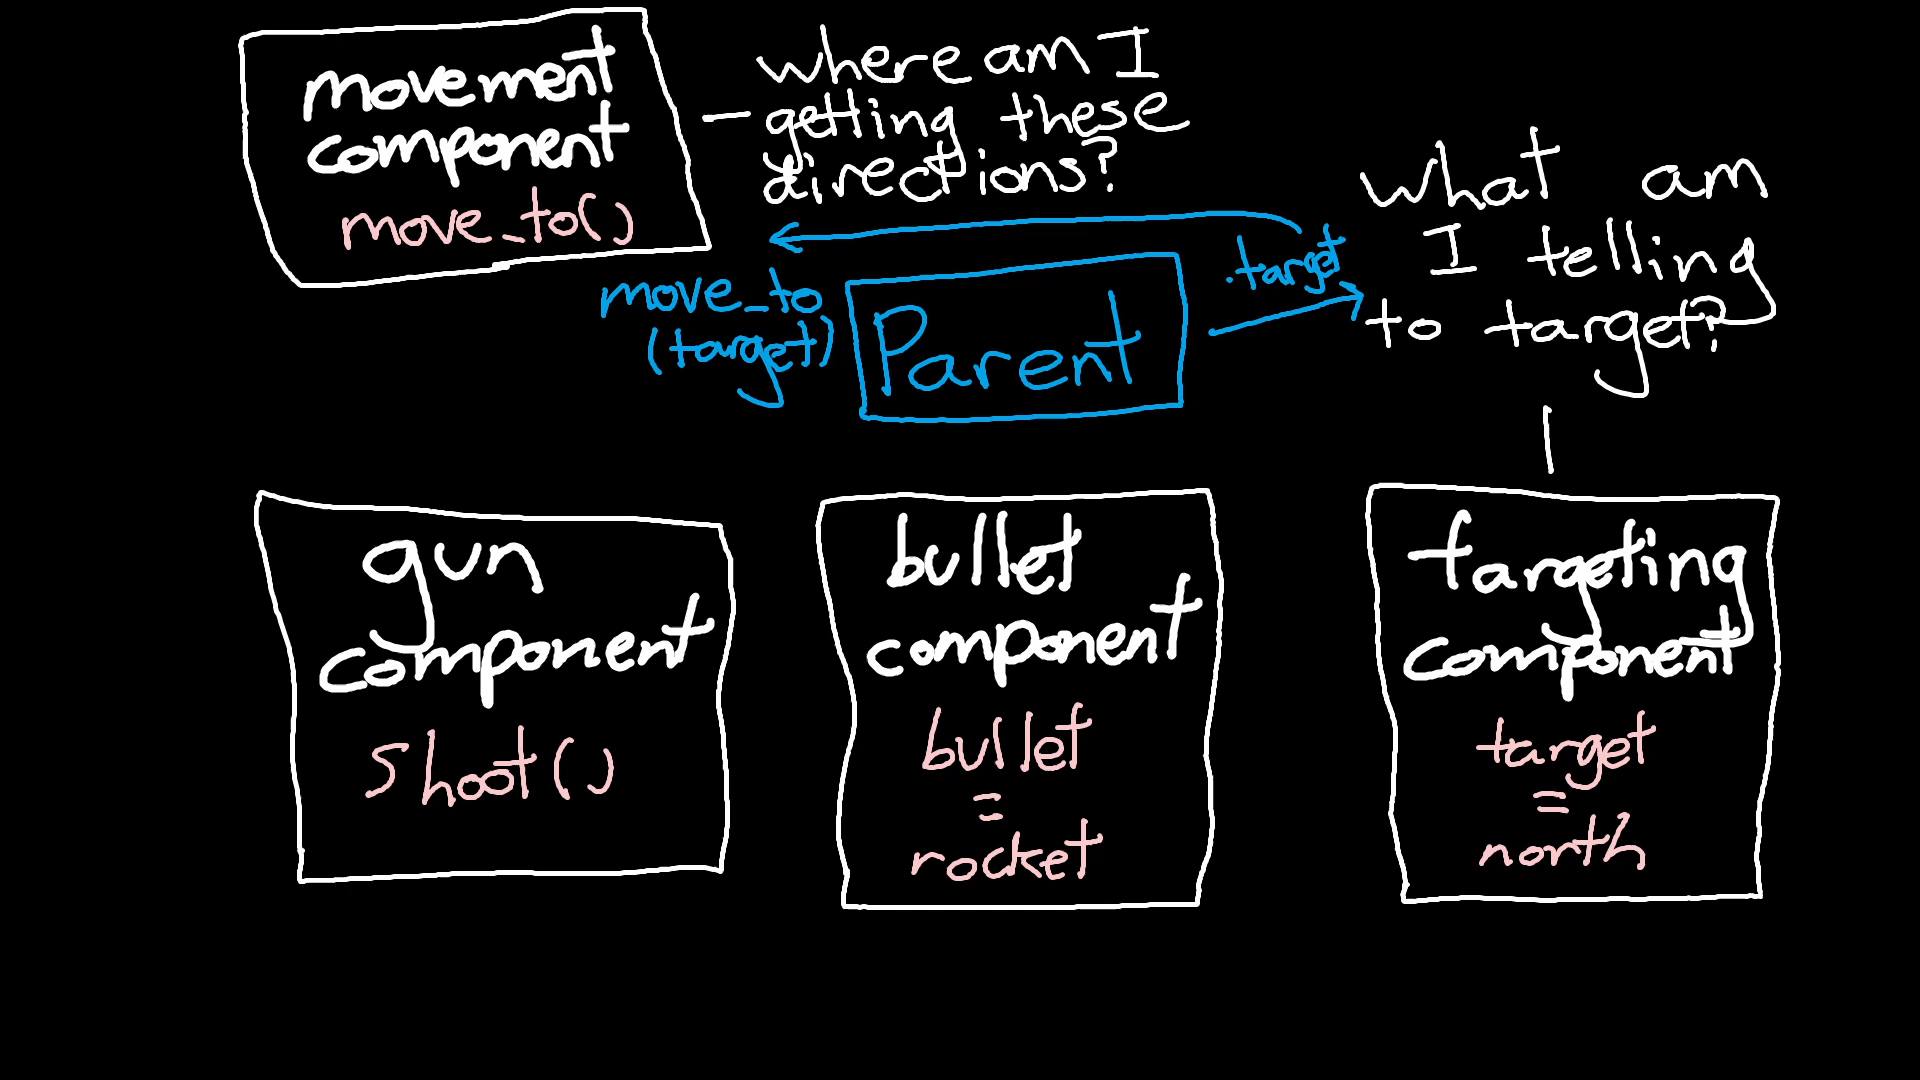 movement
component
move_to()
where am I
getting these
directions?
what am
I telling
to target?
.target
move_to
(target)
Parent
gun
component
shoot()
bullet
component
bullet
=
rocket
targeting
component
target
=
north